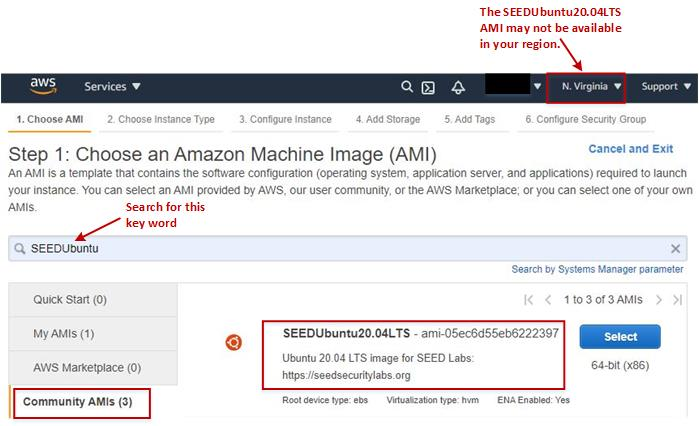 The SEEDUbuntu20.04LTS
AMI may not be available
in your region.
aws Services N. Virginia Support
1. Choose AMI 2. Choose Instance Type 3. Configure Instance 4. Add Storage 5. Add Tags 6. Configure Security Group
Step 1: Choose an Amazon Machine Image (AMI)
Cancel and Exit
An AMI is a template that contains the software configuration (operating system, application server, and applications) required to launch
your instance. You can select an AMI provided by AWS, our user community, or the AWS Marketplace; or you can select one of your own
AMIs.
Search for this
key word
SEEDUbuntu
Search by Systems Manager parameter
Quick Start (0)
My AMIs (1)
AWS Marketplace (0)
Community AMIs (3)
1 to 3 of 3 AMIs
SEEDUbuntu20.04LTS - ami-05ec6d55eb6222397
Select
Ubuntu 20.04 LTS image for SEED Labs:
https://seedsecuritylabs.org
64-bit (x86)
Root device type: ebs Virtualization type: hvm ENA Enabled: Yes